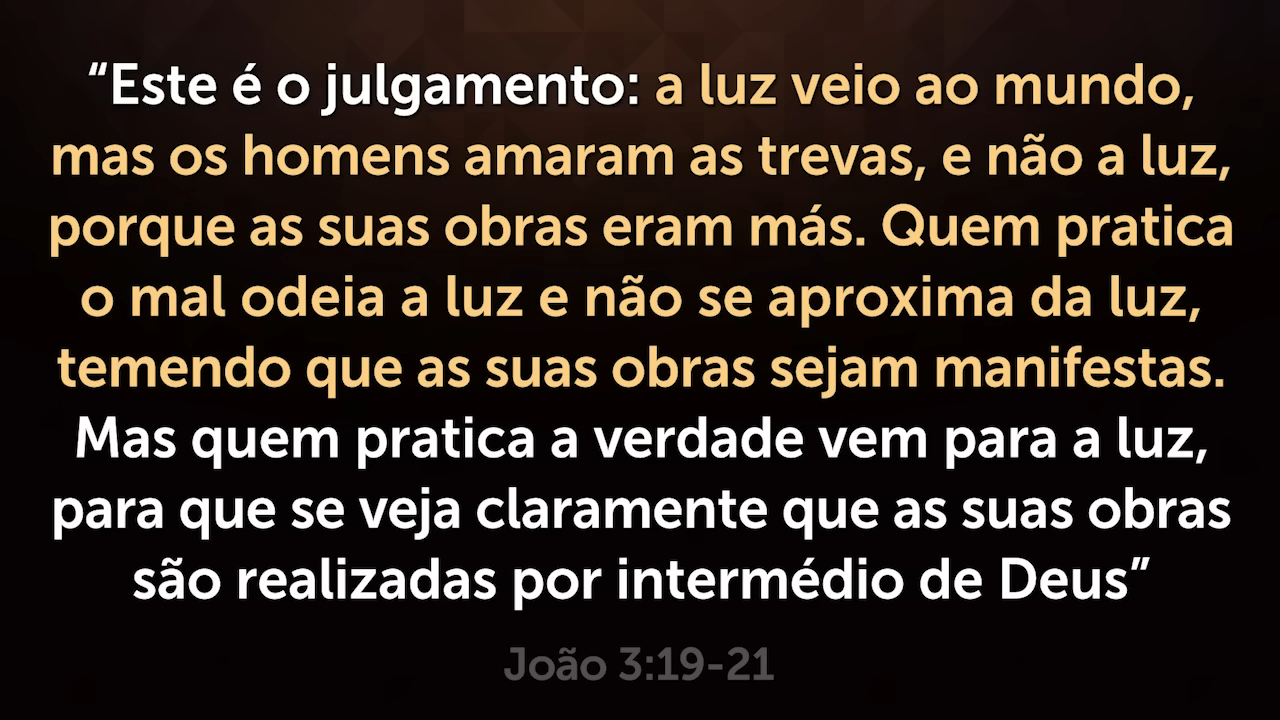 “Este é o julgamento: a luz veio ao mundo,
mas os homens amaram as trevas, e não a luz,
porque as suas obras eram más. Quem pratica
o mal odeia a luz e não se aproxima da luz,
temendo que as suas obras sejam manifestas.
Mas quem pratica a verdade vem para a luz,
para que se veja claramente que as suas obras
são realizadas por intermédio de Deus”
João 3:19-21